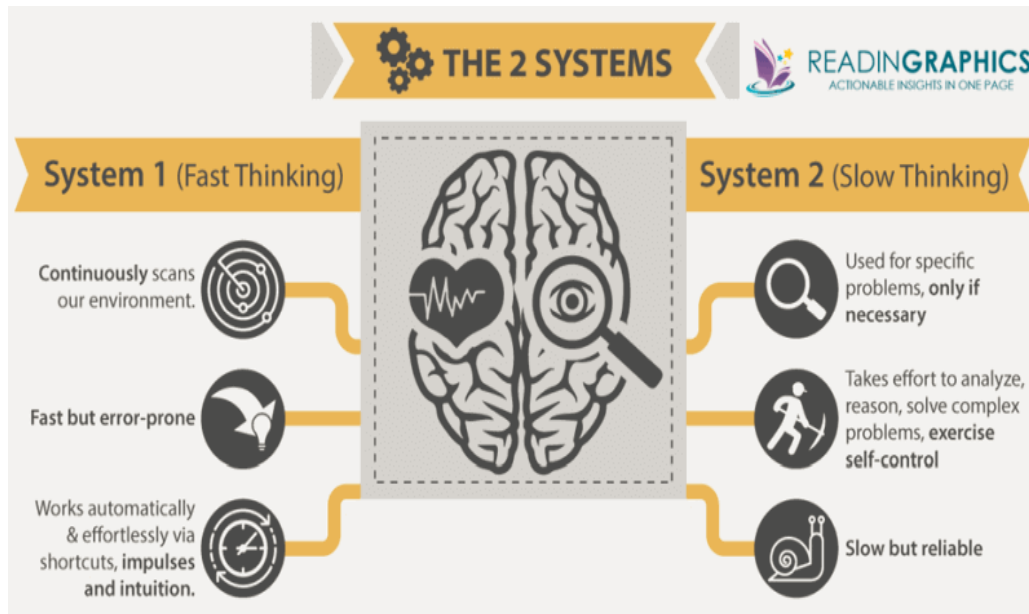 THE 2 SYSTEMS
READINGRAPHICS
ACTIONABLE INSIGHTS IN ONE PAGE
System 1 (Fast Thinking)
Continuously scans
our environment.
Fast but error-prone
Works automatically
& effortlessly via
shortcuts, impulses
and intuition.
System 2 (Slow Thinking)
Used for specific
problems, only if
necessary
Takes effort to analyze,
reason, solve complex
problems, exercise
self-control
Slow but reliable